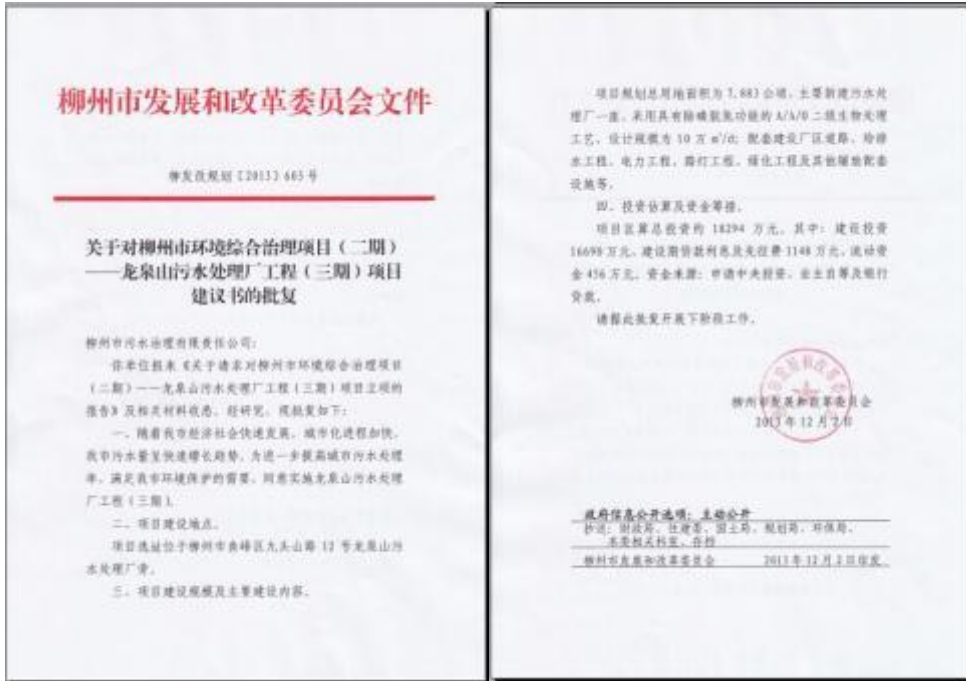 柳州市发展和改革委员会文件
柳发改规划〔2013〕603号
关于对柳州市环境综合治理项目（二期）
——龙泉山污水处理厂工程（三期）项目
建议书的批复
柳州市污水治理有限责任公司：
你单位报来《关于请求对柳州市环境综合治理项目
（二期）——龙泉山污水处理厂工程（三期）项目立项的
报告》及相关材料收悉。经研究，现批复如下：
一、随着我市经济社会快速发展，城市化进程加快，
我市污水量呈快速增长趋势。为进一步提高城市污水处理
率，满足我市环境保护的需要，同意实施龙泉山污水处理
厂工程（三期）。
二、项目建设地点。
项目选址位于柳州市鱼峰区九头山路12号龙泉山污
水处理厂旁。
三、项目建设规模及主要建设内容。
项目规划总用地面积为7.883公顷。主要新建污水处
理厂一座，采用具有除磷脱氮功能的A/A/O二级生物处理
工艺，设计规模为10万m³/d；配套建设厂区道路、给排
水工程、电力工程、路灯工程、绿化工程及其他辅助配套
设施等。
四、投资估算及资金筹措。
项目匡算总投资约18294万元，其中：建设投资
16690万元，建设期贷款利息及先征费1148万元，流动资
金456万元。资金来源：申请中央投资、业主自筹及银行
贷款。
请据此批复开展下阶段工作。
柳州市发展和改革委员会
2013年12月2日
政府信息公开选项：主动公开
抄送：财政局、住建委、国土局、规划局、环保局，
本委相关科室，存档
柳州市发展和改革委员会 2013年12月2日印发